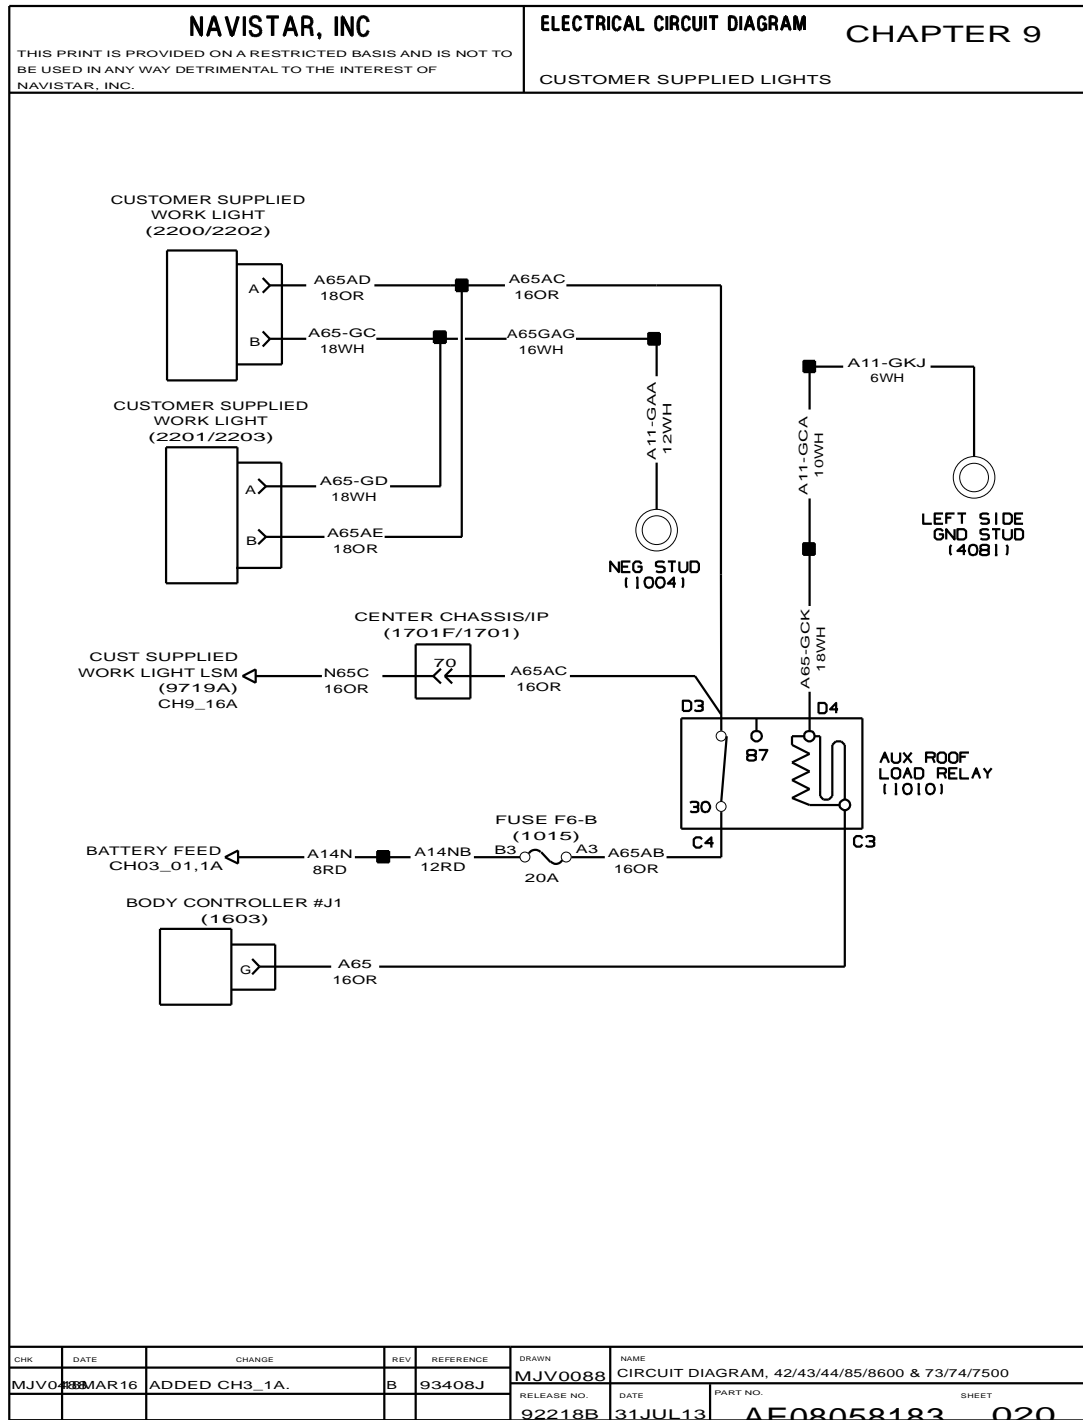 NAVISTAR, INC
THIS PRINT IS PROVIDED ON A RESTRICTED BASIS AND IS NOT TO
BE USED IN ANY WAY DETRIMENTAL TO THE INTEREST OF
NAVISTAR, INC.
ELECTRICAL CIRCUIT DIAGRAM
CHAPTER 9
CUSTOMER SUPPLIED LIGHTS
CUSTOMER SUPPLIED
WORK LIGHT
(2200/2202)
A
A65AD
18OR
A65AC
16OR
B
A65-GC
18WH
A65GAG
16WH
A11-GAA
12WH
A11-GKJ
6WH
A11-GCA
10WH
CUSTOMER SUPPLIED
WORK LIGHT
(2201/2203)
A
A65-GD
18WH
B
A65AE
18OR
NEG STUD
(1004)
LEFT SIDE
GND STUD
(4081)
CENTER CHASSIS/IP
(1701F/1701)
70
CUST SUPPLIED
WORK LIGHT LSM
(9719A)
CH9_16A
N65C
16OR
A65AC
16OR
A65-GCK
18WH
D3
D4
87
30
C4
C3
AUX ROOF
LOAD RELAY
(1010)
FUSE F6-B
(1015)
B3
A3
20A
BATTERY FEED
CH03_01,1A
A14N
8RD
A14NB
12RD
A65AB
16OR
BODY CONTROLLER #J1
(1603)
G
A65
16OR
CHK
DATE
CHANGE
REV
REFERENCE
DRAWN
NAME
MJV0488
MAR16
ADDED CH3_1A.
B
93408J
MJV0088
CIRCUIT DIAGRAM, 42/43/44/85/8600 & 73/74/7500
RELEASE NO.
DATE
PART NO.
SHEET
92218B
31JUL13
AE08058183
020